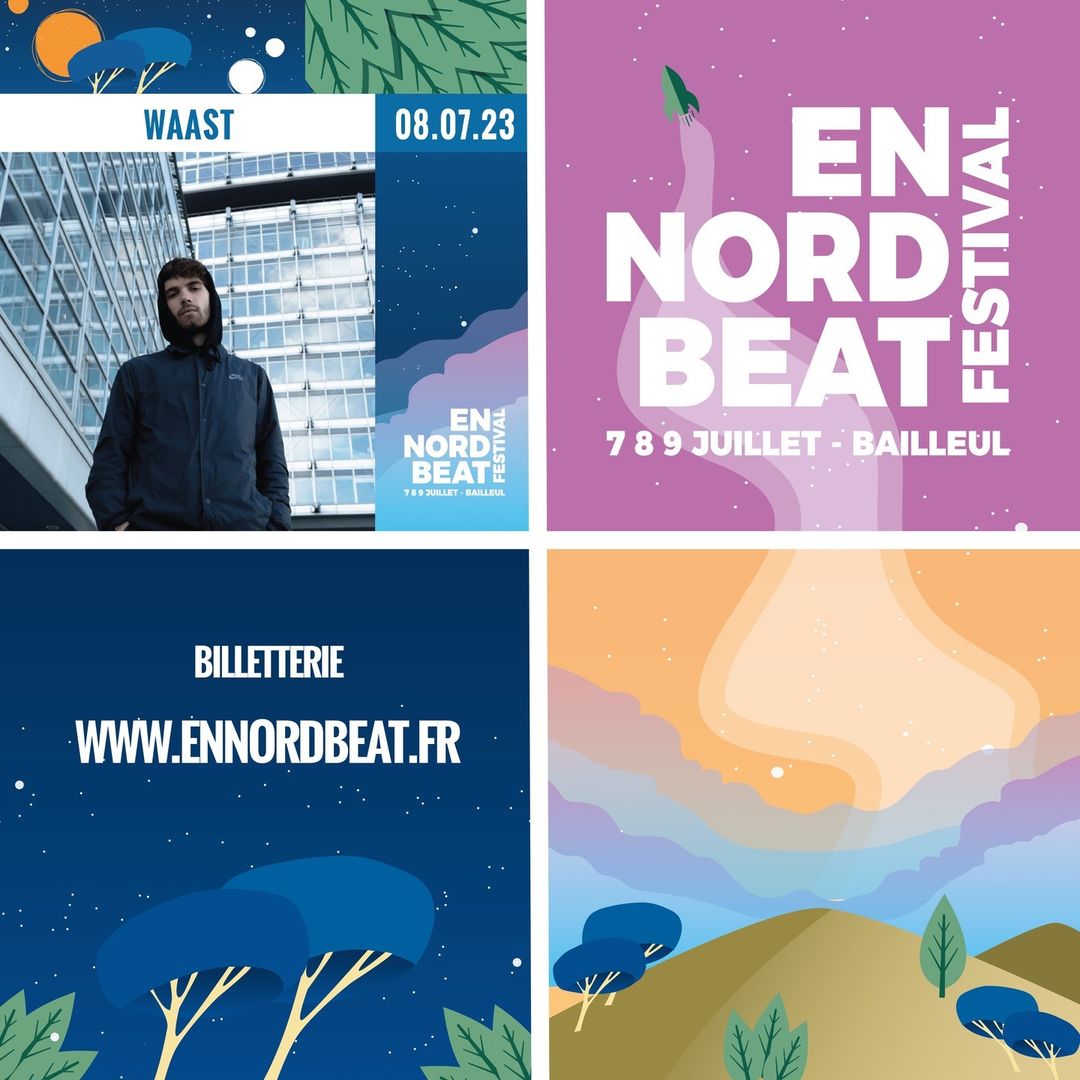 WAAST
08.07.23
EN
NORD
BEAT
FESTIVAL
7 8 9 JUILLET - BAILLEUL
EN
NORD
BEAT
FESTIVAL
7 8 9 JUILLET - BAILLEUL
BILLETTERIE
WWW.ENNORDBEAT.FR